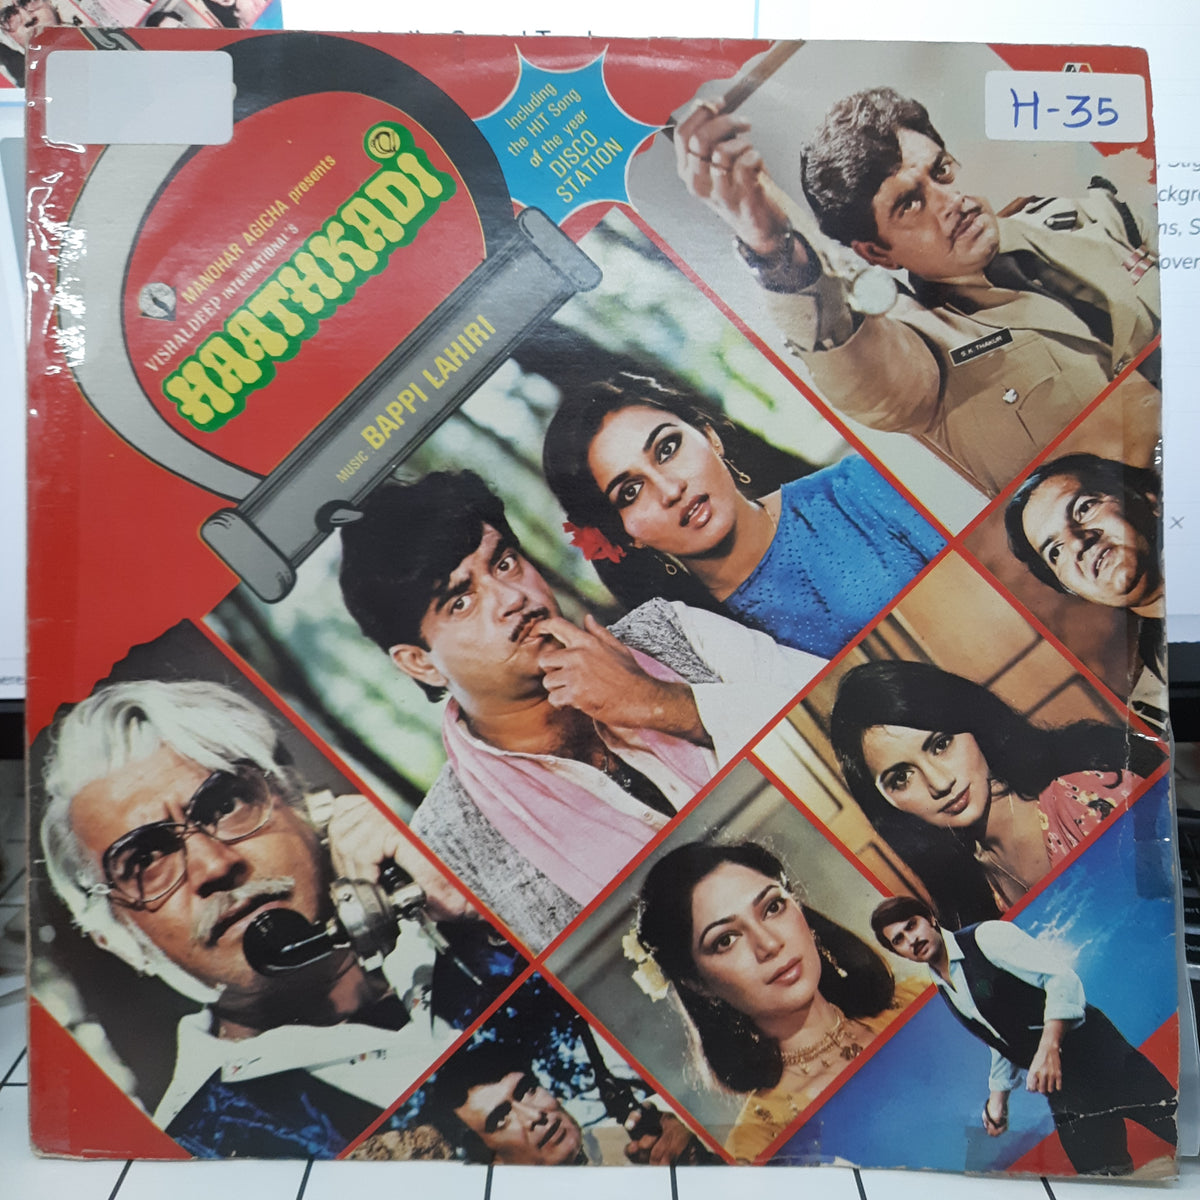 H-35
Including
the HIT Song
of the year
DISCO
STATION
MANOHAR AGICHA presents
VISHALDEEP INTERNATIONAL'S
HAATHKADI
MUSIC : BAPPI LAHIRI
S.K. THAKUR